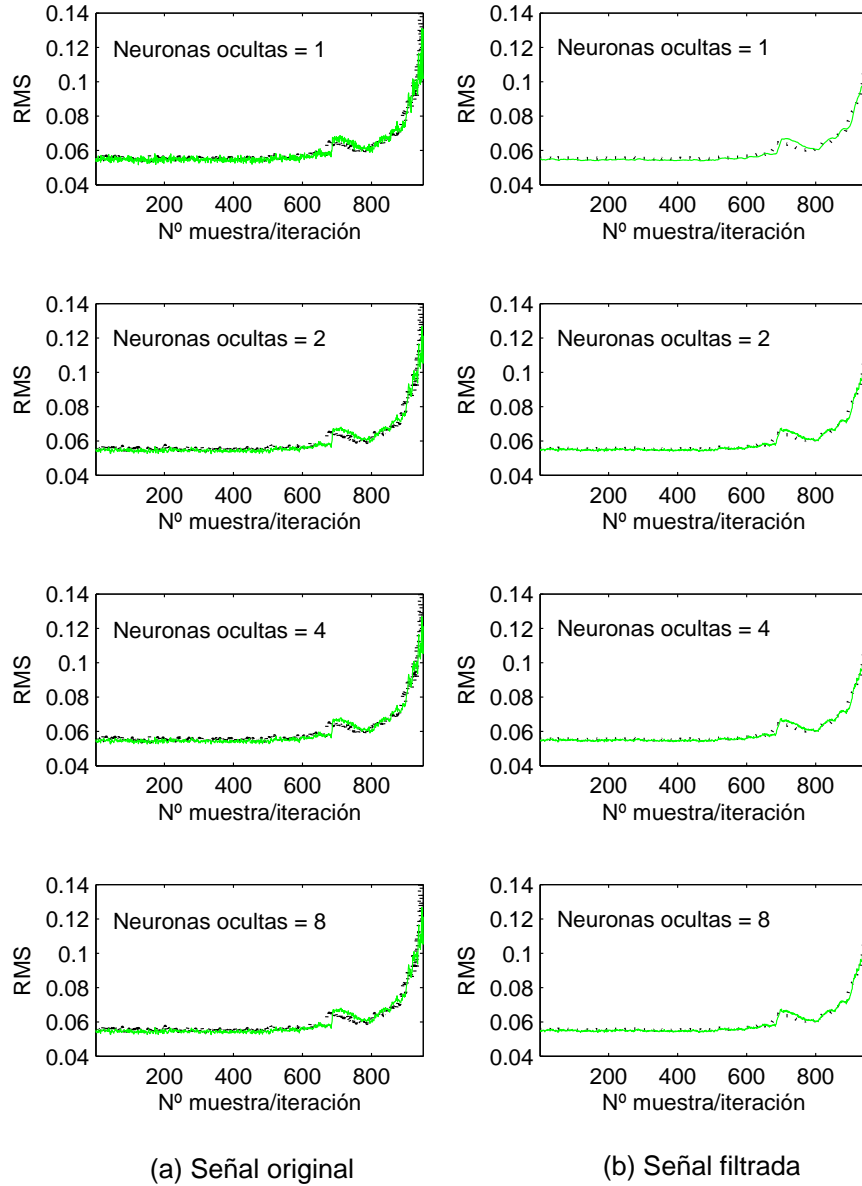 0.14
0.12
0.1
0.08
0.06
0.04
RMS
Neuronas ocultas = 1
200 400 600 800
Nº muestra/iteración
0.14
0.12
0.1
0.08
0.06
0.04
RMS
Neuronas ocultas = 1
200 400 600 800
Nº muestra/iteración
0.14
0.12
0.1
0.08
0.06
0.04
RMS
Neuronas ocultas = 2
200 400 600 800
Nº muestra/iteración
0.14
0.12
0.1
0.08
0.06
0.04
RMS
Neuronas ocultas = 2
200 400 600 800
Nº muestra/iteración
0.14
0.12
0.1
0.08
0.06
0.04
RMS
Neuronas ocultas = 4
200 400 600 800
Nº muestra/iteración
0.14
0.12
0.1
0.08
0.06
0.04
RMS
Neuronas ocultas = 4
200 400 600 800
Nº muestra/iteración
0.14
0.12
0.1
0.08
0.06
0.04
RMS
Neuronas ocultas = 8
200 400 600 800
Nº muestra/iteración
0.14
0.12
0.1
0.08
0.06
0.04
RMS
Neuronas ocultas = 8
200 400 600 800
Nº muestra/iteración
(a) Señal original
(b) Señal filtrada